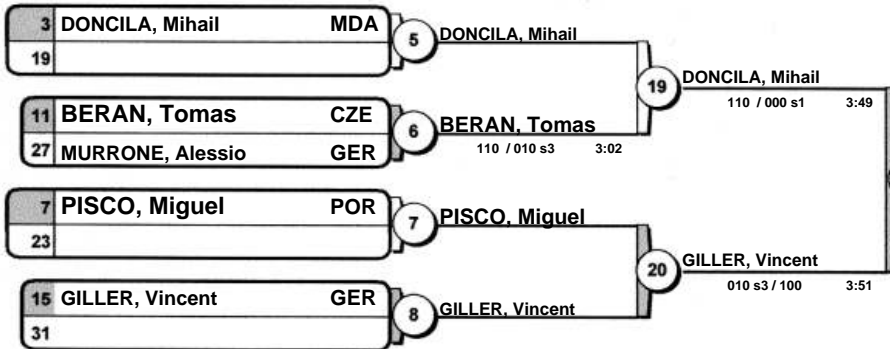 3 DONCILA, Mihail MDA
19
5
DONCILA, Mihail
11 BERAN, Tomas CZE
27 MURRONE, Alessio GER
6
BERAN, Tomas
110 / 010 s3 3:02
19
DONCILA, Mihail
110 / 000 s1 3:49
7 PISCO, Miguel POR
23
7
PISCO, Miguel
15 GILLER, Vincent GER
31
8
GILLER, Vincent
20
GILLER, Vincent
010 s3 / 100 3:51